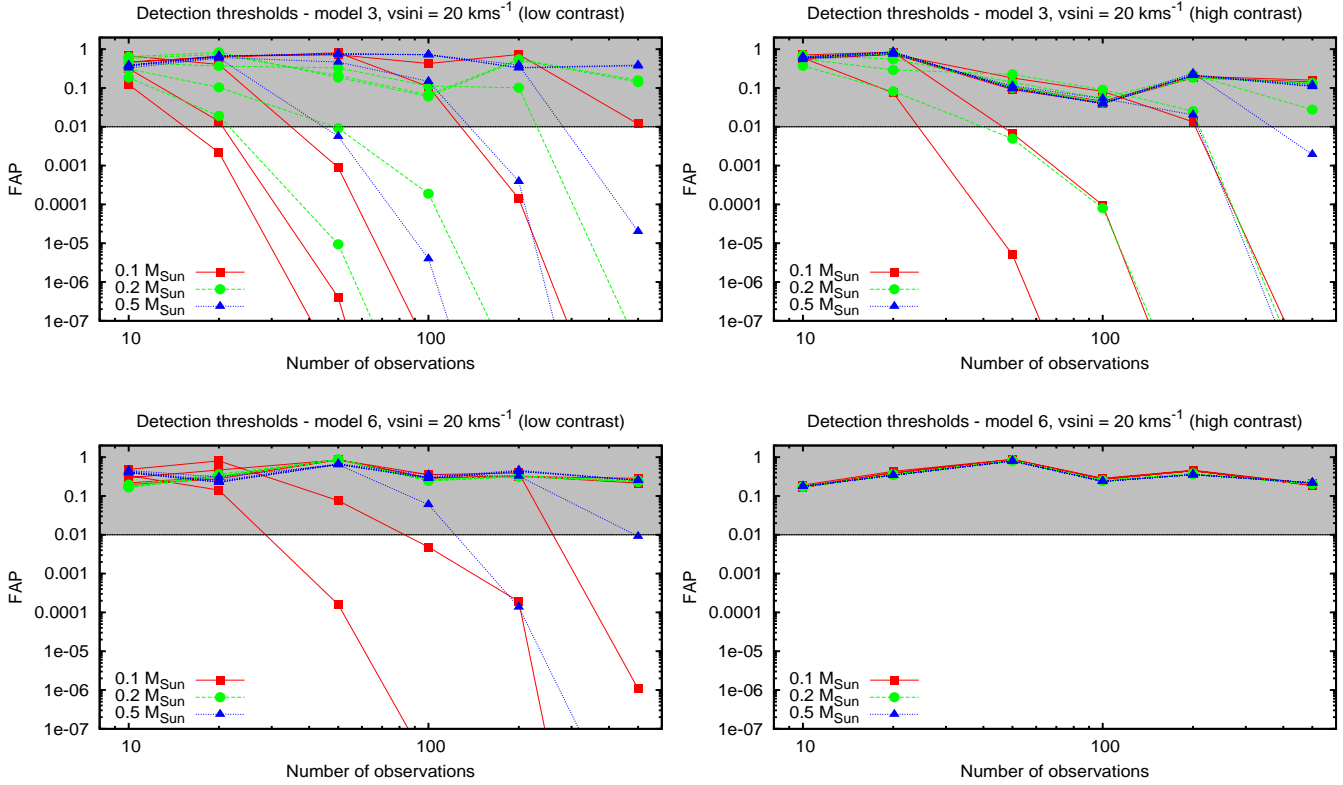 Detection thresholds - model 3, vsini = 20 kms⁻¹ (low contrast)
1
0.1
0.01
0.001
0.0001
1e-05
1e-06
1e-07
FAP
0.1 M_Sun
0.2 M_Sun
0.5 M_Sun
10
100
Number of observations
Detection thresholds - model 3, vsini = 20 kms⁻¹ (high contrast)
1
0.1
0.01
0.001
0.0001
1e-05
1e-06
1e-07
FAP
0.1 M_Sun
0.2 M_Sun
0.5 M_Sun
10
100
Number of observations
Detection thresholds - model 6, vsini = 20 kms⁻¹ (low contrast)
1
0.1
0.01
0.001
0.0001
1e-05
1e-06
1e-07
FAP
0.1 M_Sun
0.2 M_Sun
0.5 M_Sun
10
100
Number of observations
Detection thresholds - model 6, vsini = 20 kms⁻¹ (high contrast)
1
0.1
0.01
0.001
0.0001
1e-05
1e-06
1e-07
FAP
0.1 M_Sun
0.2 M_Sun
0.5 M_Sun
10
100
Number of observations